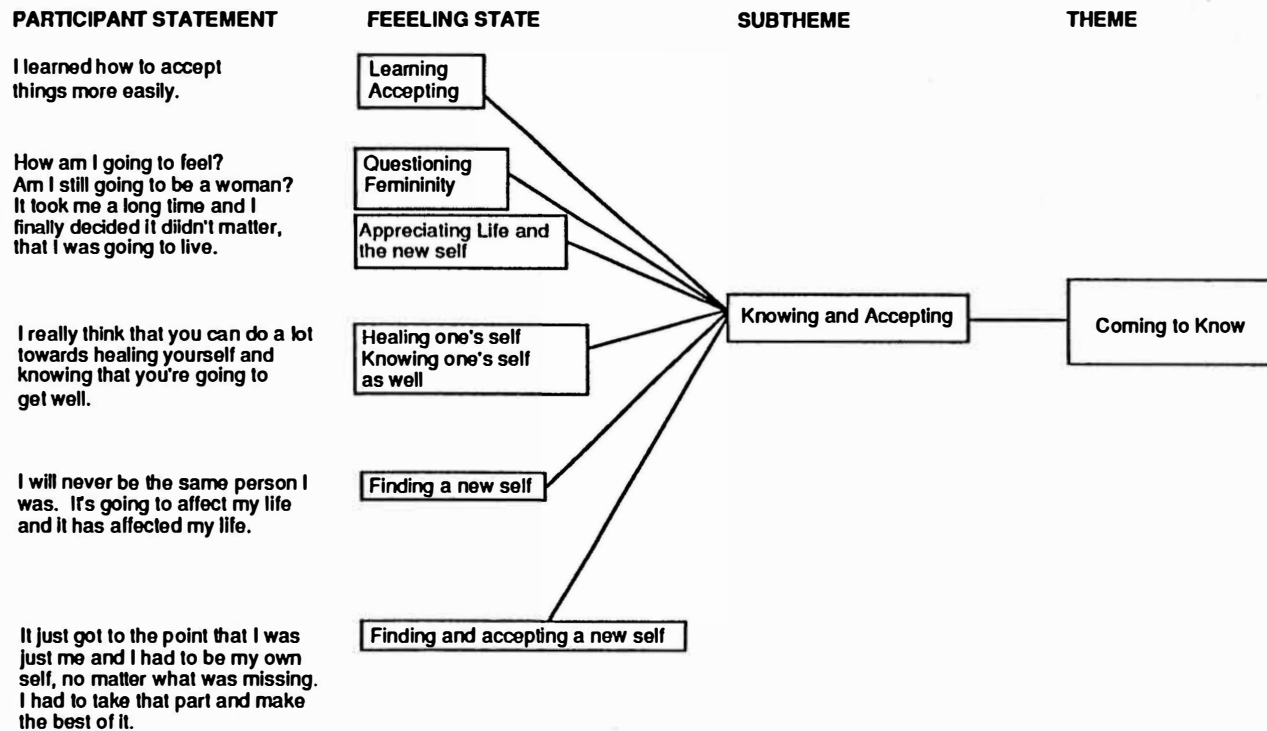 PARTICIPANT STATEMENT
FEEELING STATE
SUBTHEME
THEME
I learned how to accept
things more easily.
Learning
Accepting
How am I going to feel?
Am I still going to be a woman?
It took me a long time and I
finally decided it diidn't matter,
that I was going to live.
Questioning
Femininity
Appreciating Life and
the new self
I really think that you can do a lot
towards healing yourself and
knowing that you're going to
get well.
Healing one's self
Knowing one's self
as well
Knowing and Accepting
Coming to Know
I will never be the same person I
was. It's going to affect my life
and it has affected my life.
Finding a new self
It just got to the point that I was
just me and I had to be my own
self, no matter what was missing.
I had to take that part and make
the best of it.
Finding and accepting a new self